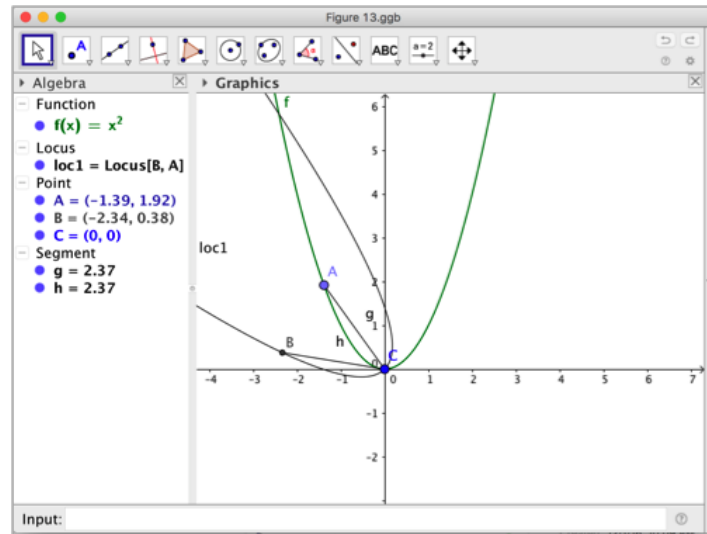 Figure 13.ggb
A
ABC
a=2
Algebra
Graphics
Function
f(x) = x²
Locus
loc1 = Locus[B, A]
Point
A = (-1.39, 1.92)
B = (-2.34, 0.38)
C = (0, 0)
Segment
g = 2.37
h = 2.37
f
6
5
4
3
loc1
A
2
g
1
h
B
C
0
-4 -3 -2 -1 0 1 2 3 4 5 6 7
-1
-2
Input: